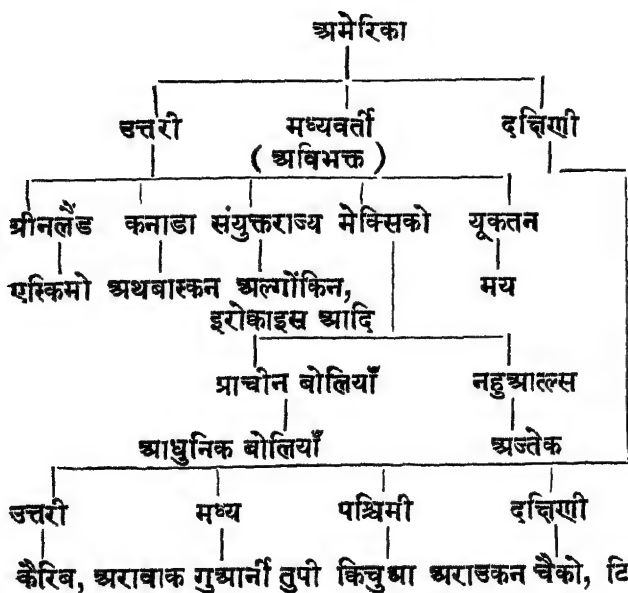 अमेरिका
उत्तरी मध्यवर्ती दक्षिणी
( अविभक्त )
ग्रीनलैंड कनाडा संयुक्तराज्य मेक्सिको यूकतन
एस्किमो अथबास्कन अल्गोंकिन, मय
इरोकाइस आदि
प्राचीन बोलियाँ नहुआत्ल्स
आधुनिक बोलियाँ अज्तेक
उत्तरी मध्य पश्चिमी दक्षिणी
कैरिब, अरावाक गुआर्नी तुपी किचुआ अराउकन चैको, टि